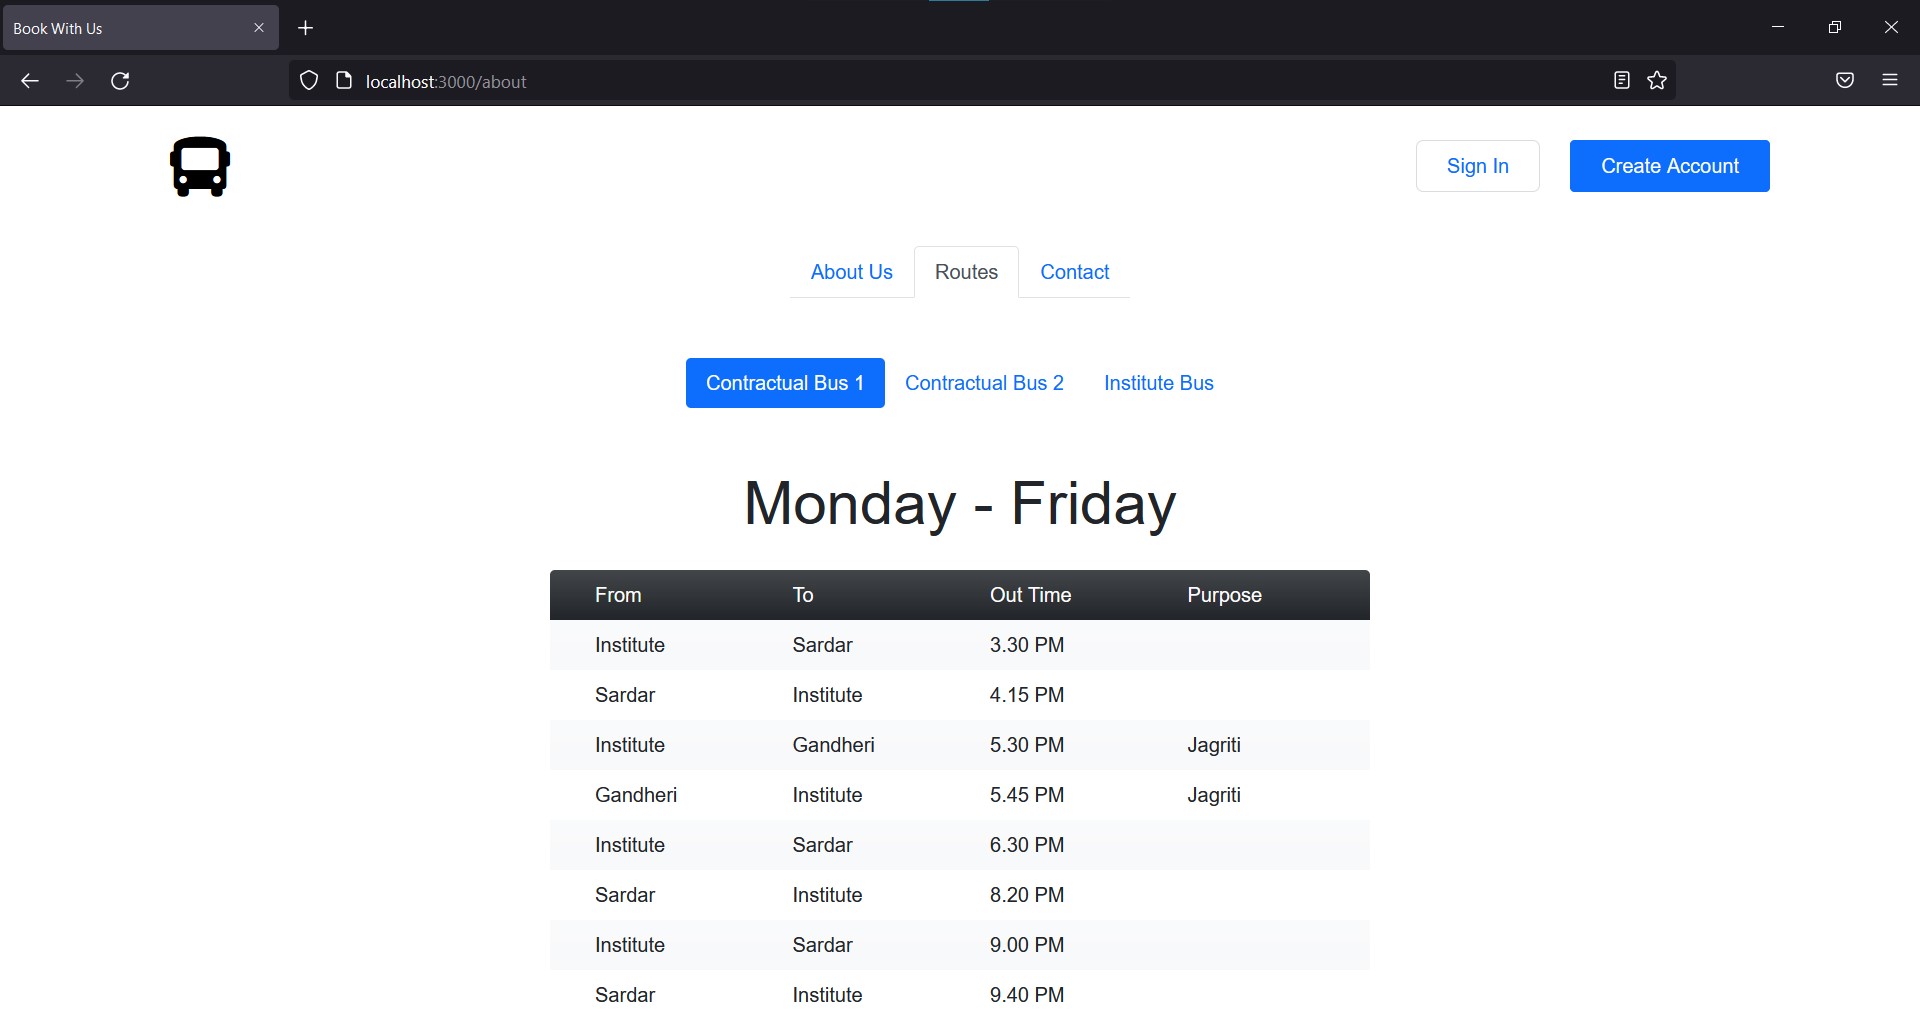 Book With Us
localhost:3000/about
Sign In Create Account
About Us Routes Contact
Contractual Bus 1 Contractual Bus 2 Institute Bus
Monday - Friday
From To Out Time Purpose
Institute Sardar 3.30 PM
Sardar Institute 4.15 PM
Institute Gandheri 5.30 PM Jagriti
Gandheri Institute 5.45 PM Jagriti
Institute Sardar 6.30 PM
Sardar Institute 8.20 PM
Institute Sardar 9.00 PM
Sardar Institute 9.40 PM